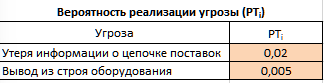 Вероятность реализации угрозы (PTi)
Угроза PTi
Утеря информации о цепочке поставок 0,02
Вывод из строя оборудования 0,005